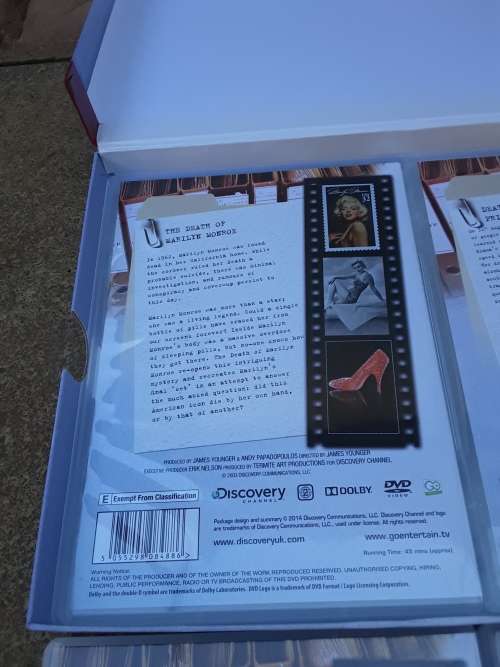 THE DEATH OF
MARILYN MONROE
In 1962, Marilyn Monroe was found
dead in her California home. While
the coroner ruled her death a
probable suicide, there was minimal
investigation, and rumours of
conspiracy and cover-up persist to
this day.
Marilyn Monroe was more than a star;
she was a living legend. Could a single
bottle of pills have erased her from
our screens forever? Inside Marilyn
Monroe's body was a massive overdose
of sleeping pills, but no-one knows how
they got there. The Death of Marilyn
Monroe re-opens this intriguing
mystery and recreates Marilyn's
final "set" in an attempt to answer
the much asked question: did this
American icon die by her own hand,
or by that of another?
32
PRODUCED BY JAMES YOUNGER & ANDY PAPADOPOULOS DIRECTED BY JAMES YOUNGER
EXECUTIVE PRODUCER ERIK NELSON PRODUCED BY TERMITE ART PRODUCTIONS FOR DISCOVERY CHANNEL
DISCOVERY COMMUNICATIONS, LLC
E Exempt From Classification
Discovery
CHANNEL
DOLBY.
DVD
VIDEO
GO
Package design and summary © 2014 Discovery Communications, LLC. Discovery Channel and logo
are trademarks of Discovery Communications, LLC., used under license. All rights reserved.
www.discoveryuk.com
www.goentertain.tv
5 055298 084886 >
Running Time: 45 mins (approx)
Warning Notice:
ALL RIGHTS OF THE PRODUCER AND OF THE OWNER OF THE WORK REPRODUCED RESERVED. UNAUTHORISED COPYING, HIRING,
LENDING, PUBLIC PERFORMANCE, RADIO OR TV BROADCASTING OF THIS DVD PROHIBITED.
Dolby and the double-D symbol are trademarks of Dolby Laboratories. DVD Logo is a trademark of DVD Format / Logo Licensing Corporation.